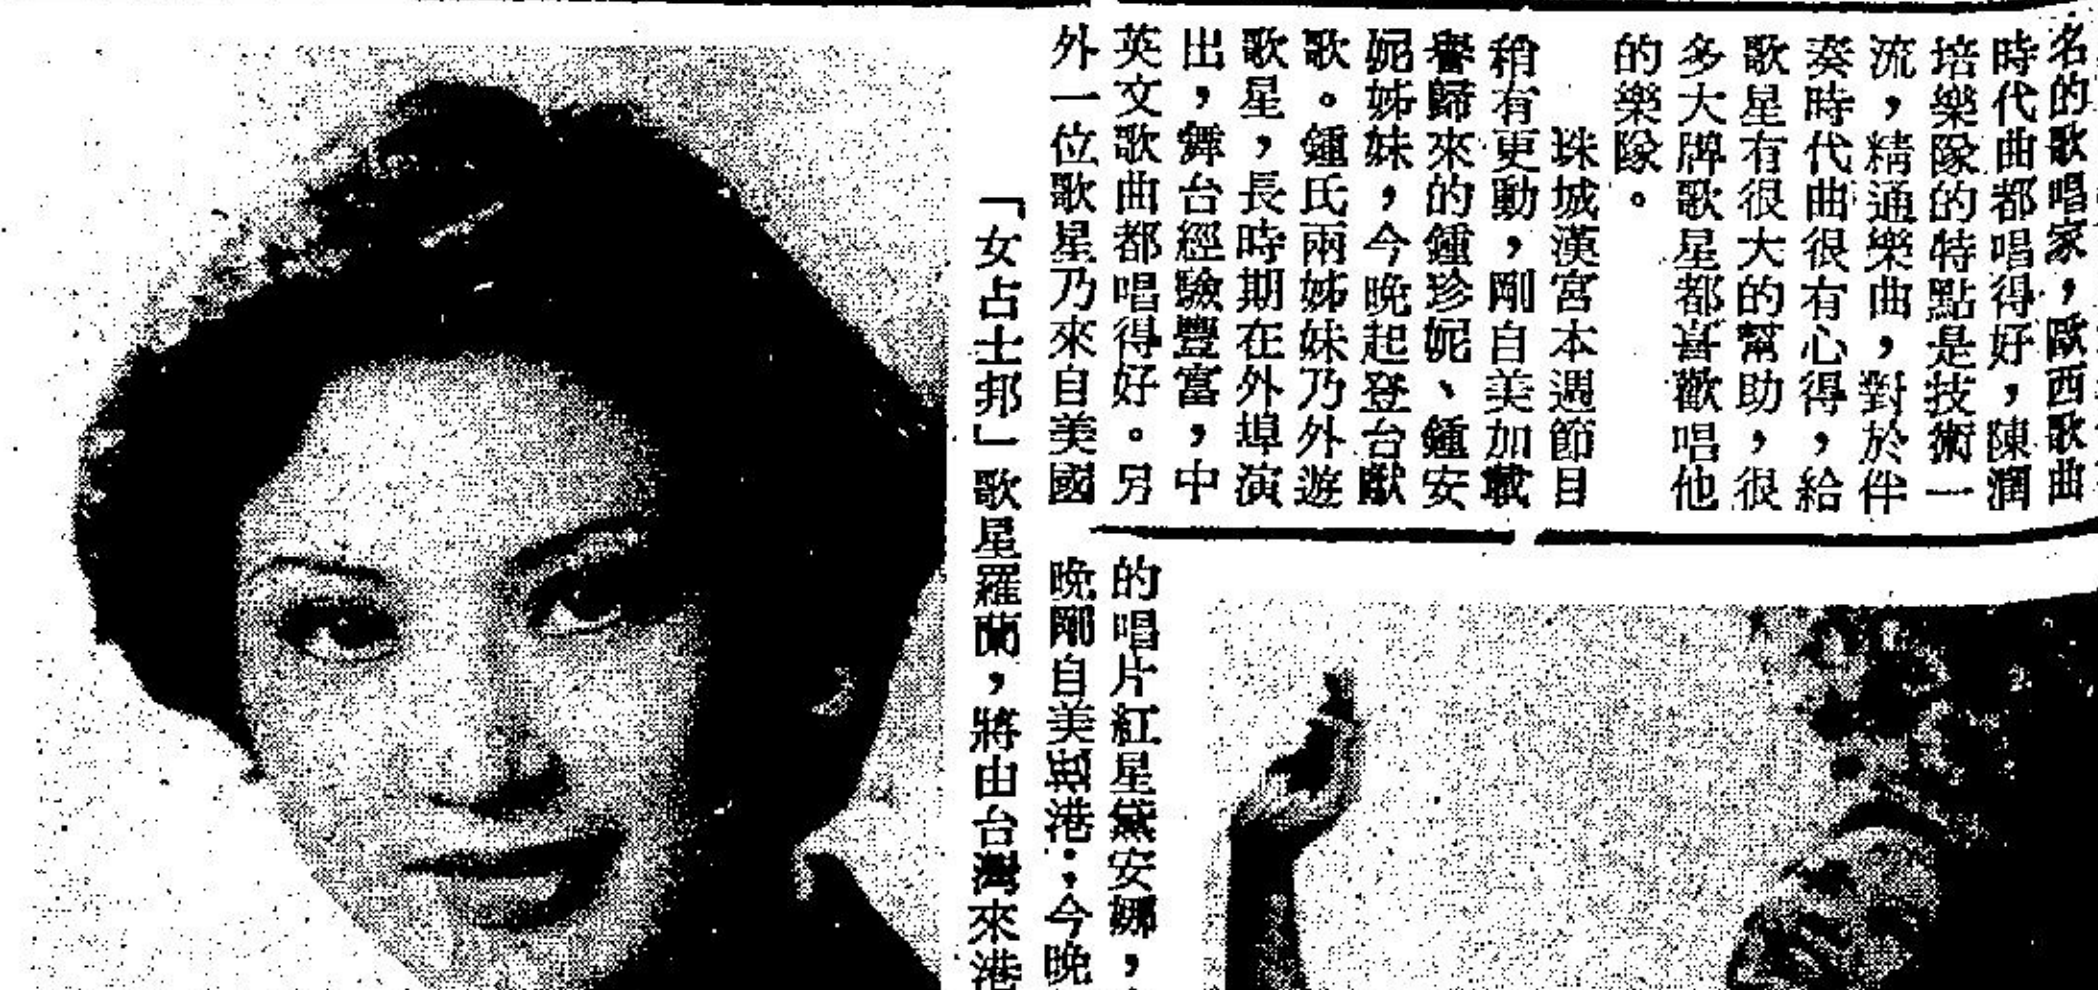 名的歌唱家，歐西歌曲
時代曲都唱得好，陳潤
培樂隊的特點是技術一
流，精通樂曲，對於伴
奏時代曲很有心得，給
歌星有很大的幫助，很
多大牌歌星都喜歡唱他
的樂隊。
珠城漢宮本週節目
稍有更動，剛自美加載
譽歸來的鍾珍妮、鍾安
妮姊妹，今晚起登台獻
歌。鍾氏兩姊妹乃外遊
歌星，長時期在外埠演
出，舞台經驗豐富，中
英文歌曲都唱得好。另
外一位歌星乃來自美國
的唱片紅星黛安娜，
晚剛自美抵港；今晚
「女占士邦」歌星羅蘭，將由台灣來港